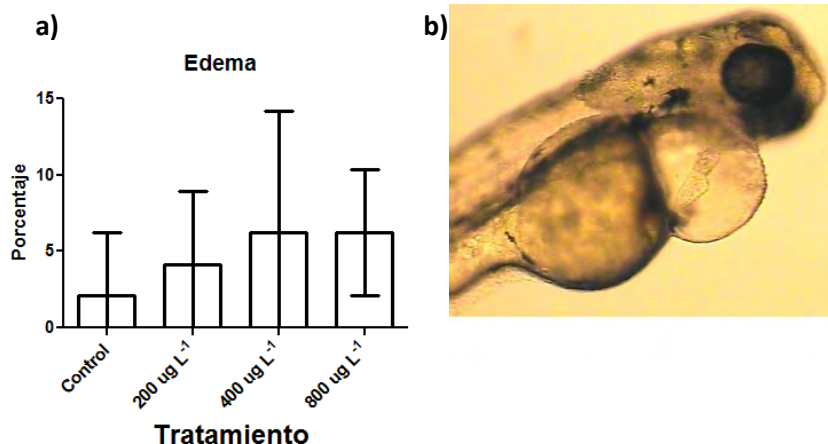 a)
Edema
Porcentaje
15
10
5
0
Control
200 ug L⁻¹
400 ug L⁻¹
800 ug L⁻¹
Tratamiento
b)